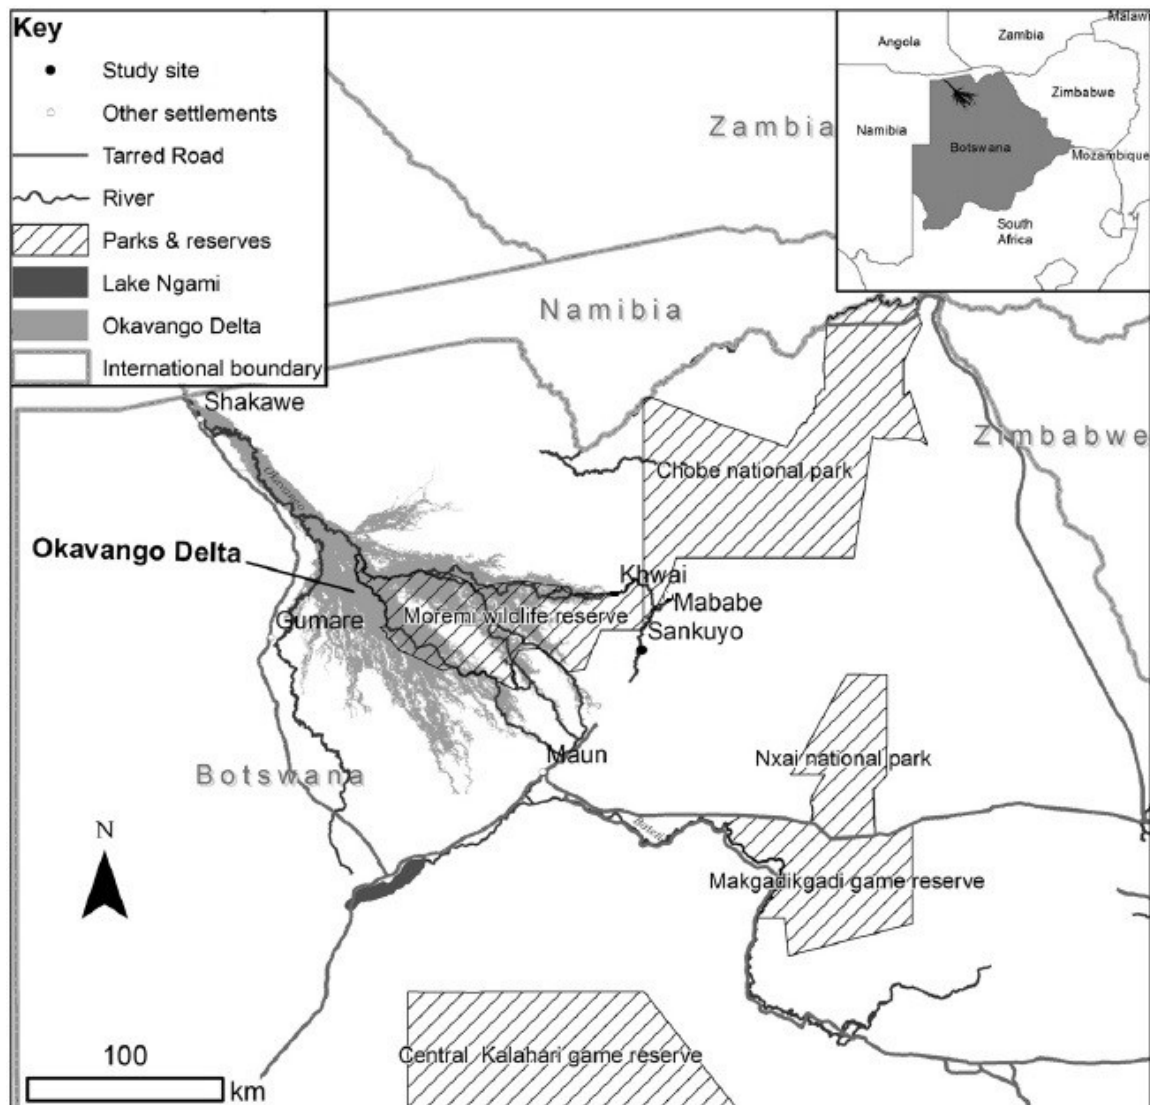 Key
Study site
Other settlements
Tarred Road
River
Parks & reserves
Lake Ngami
Okavango Delta
International boundary
Malawi
Angola
Zambia
Zimbabwe
Namibia
Botswana
Mozambique
South
Africa
Zambia
Namibia
Shakawe
Zimbabwe
Chobe national park
Okavango
Okavango Delta
Khwai
Mababe
Moremi wildlife reserve
Gumare
Sankuyo
Maun
Nxai national park
Botswana
N
Makgadikgadi game reserve
Central Kalahari game reserve
100
km